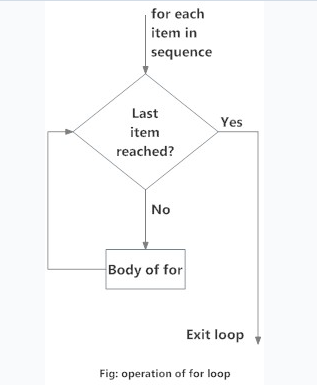 for each
item in
sequence
Last
item
reached?
Yes
No
Body of for
Exit loop
Fig: operation of for loop